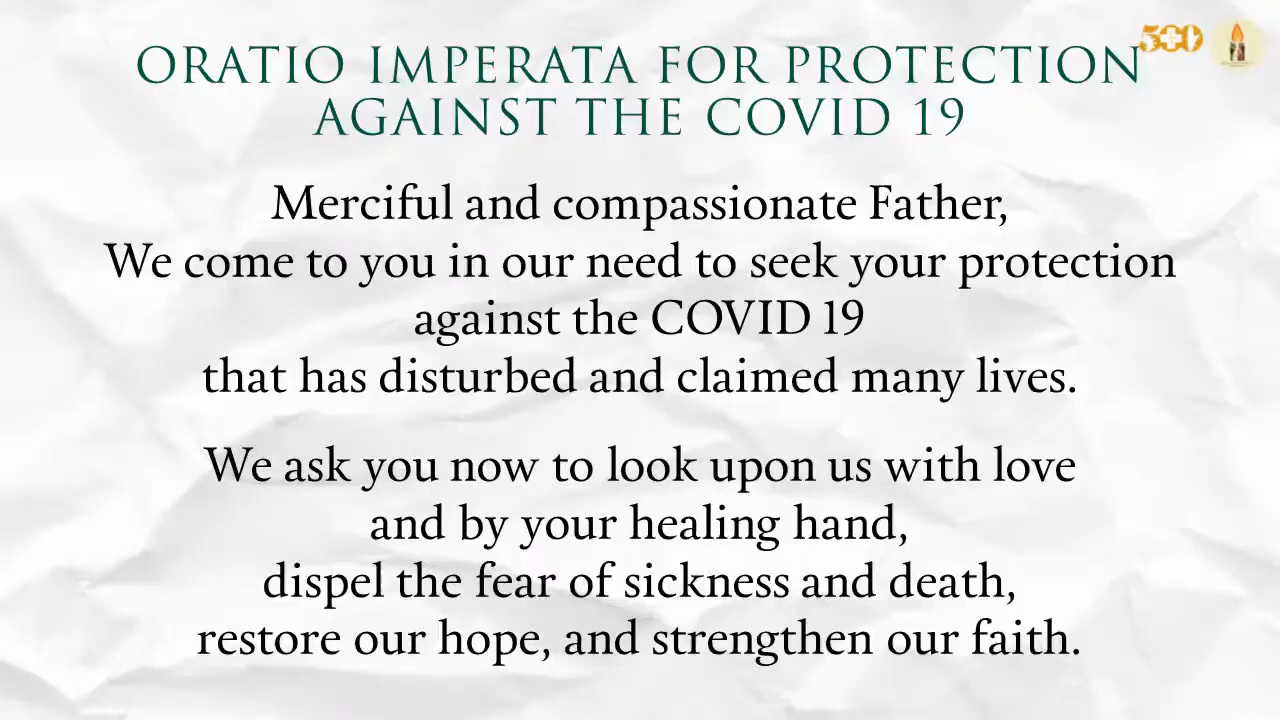 ORATIO IMPERATA FOR PROTECTION
AGAINST THE COVID 19
500
Merciful and compassionate Father,
We come to you in our need to seek your protection
against the COVID 19
that has disturbed and claimed many lives.
We ask you now to look upon us with love
and by your healing hand,
dispel the fear of sickness and death,
restore our hope, and strengthen our faith.